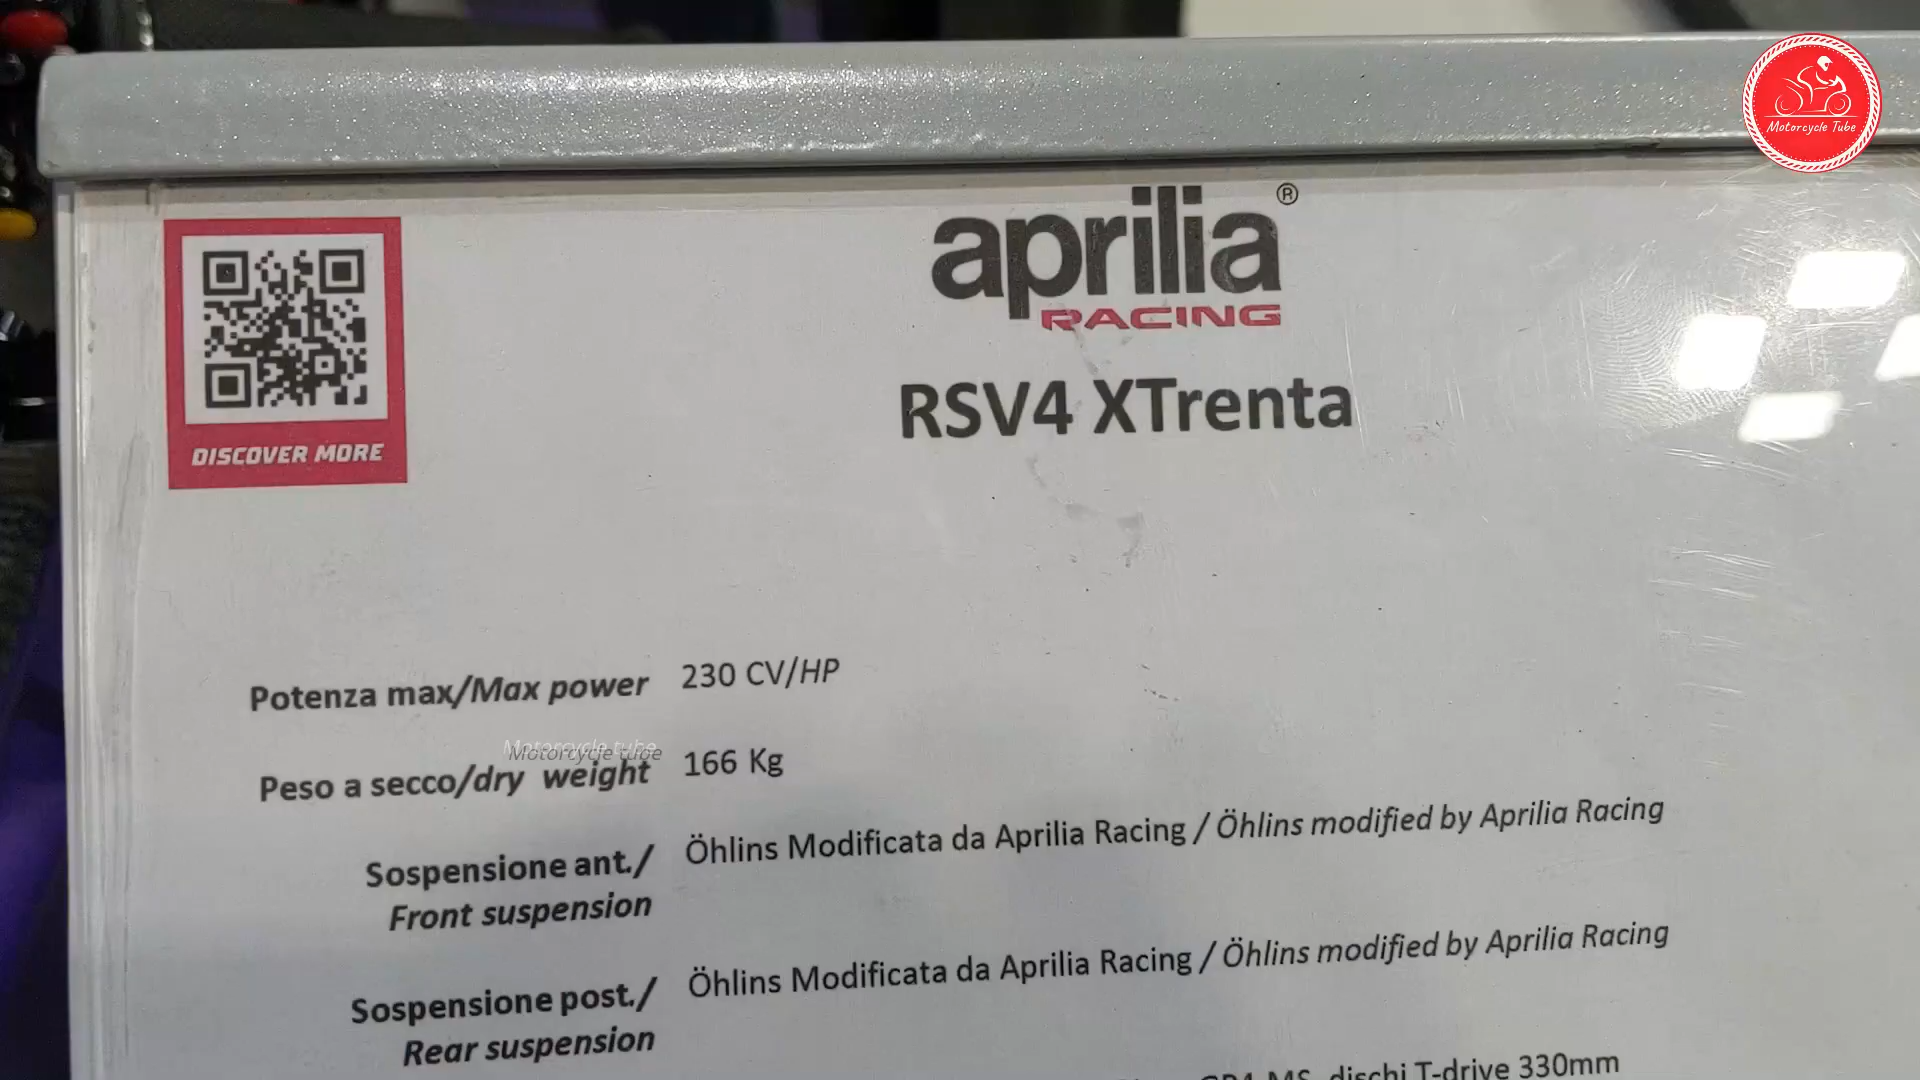 Motorcycle Tube
aprilia®
RACING
RSV4 XTrenta
DISCOVER MORE
Potenza max/Max power 230 CV/HP
Motorcycle tube
Peso a secco/dry weight 166 Kg
Sospensione ant./ Öhlins Modificata da Aprilia Racing / Öhlins modified by Aprilia Racing
Front suspension
Sospensione post./ Öhlins Modificata da Aprilia Racing / Öhlins modified by Aprilia Racing
Rear suspension
GP4-MS, dischi T-drive 330mm